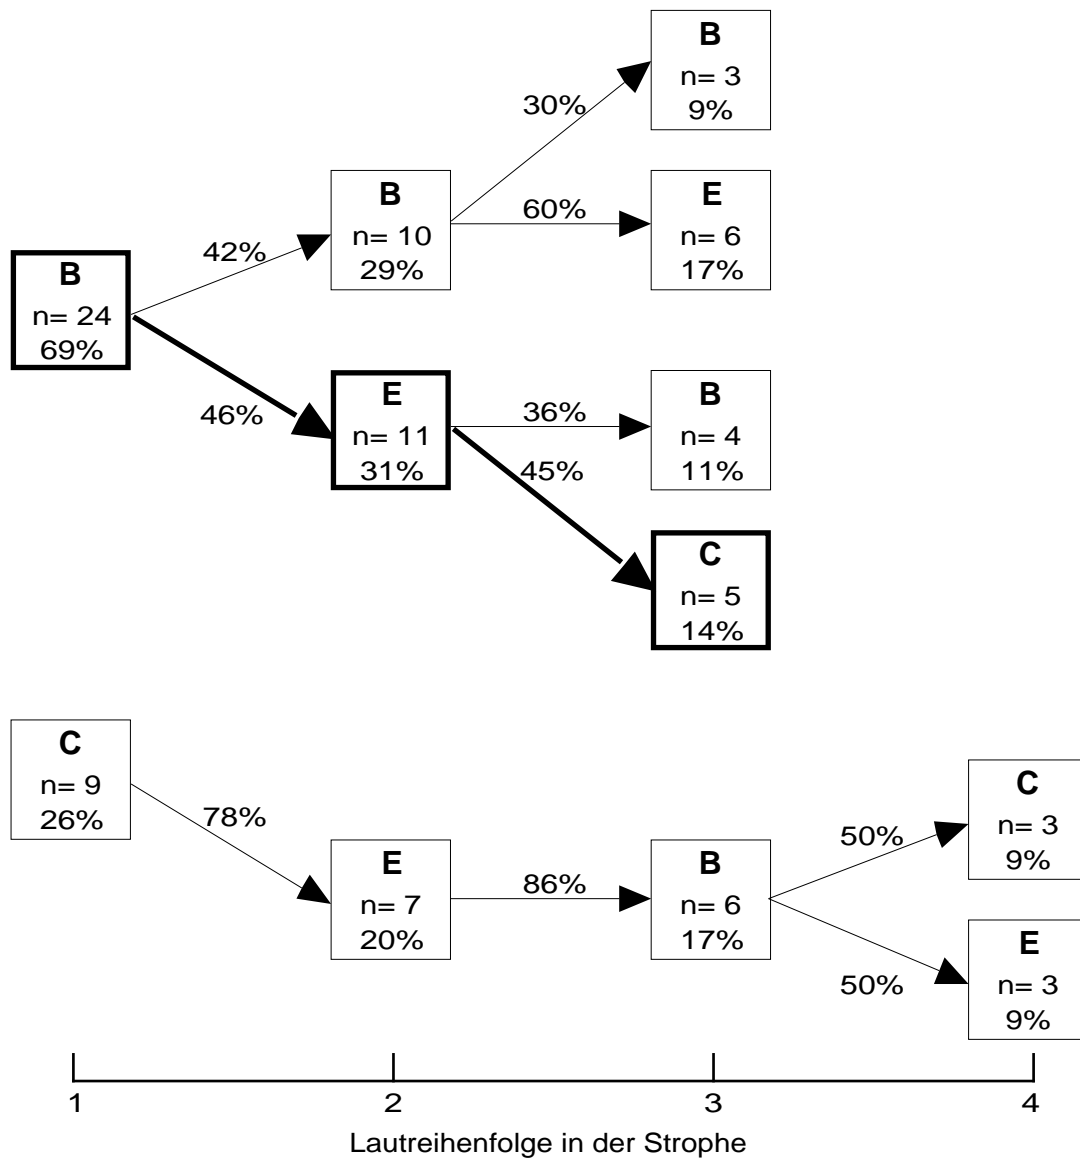 B
n= 3
9%
30%
B
n= 10
29%
60%
E
n= 6
17%
42%
B
n= 24
69%
46%
E
n= 11
31%
36%
B
n= 4
11%
45%
C
n= 5
14%
C
n= 9
26%
78%
E
n= 7
20%
86%
B
n= 6
17%
50%
C
n= 3
9%
50%
E
n= 3
9%
1 2 3 4
Lautreihenfolge in der Strophe